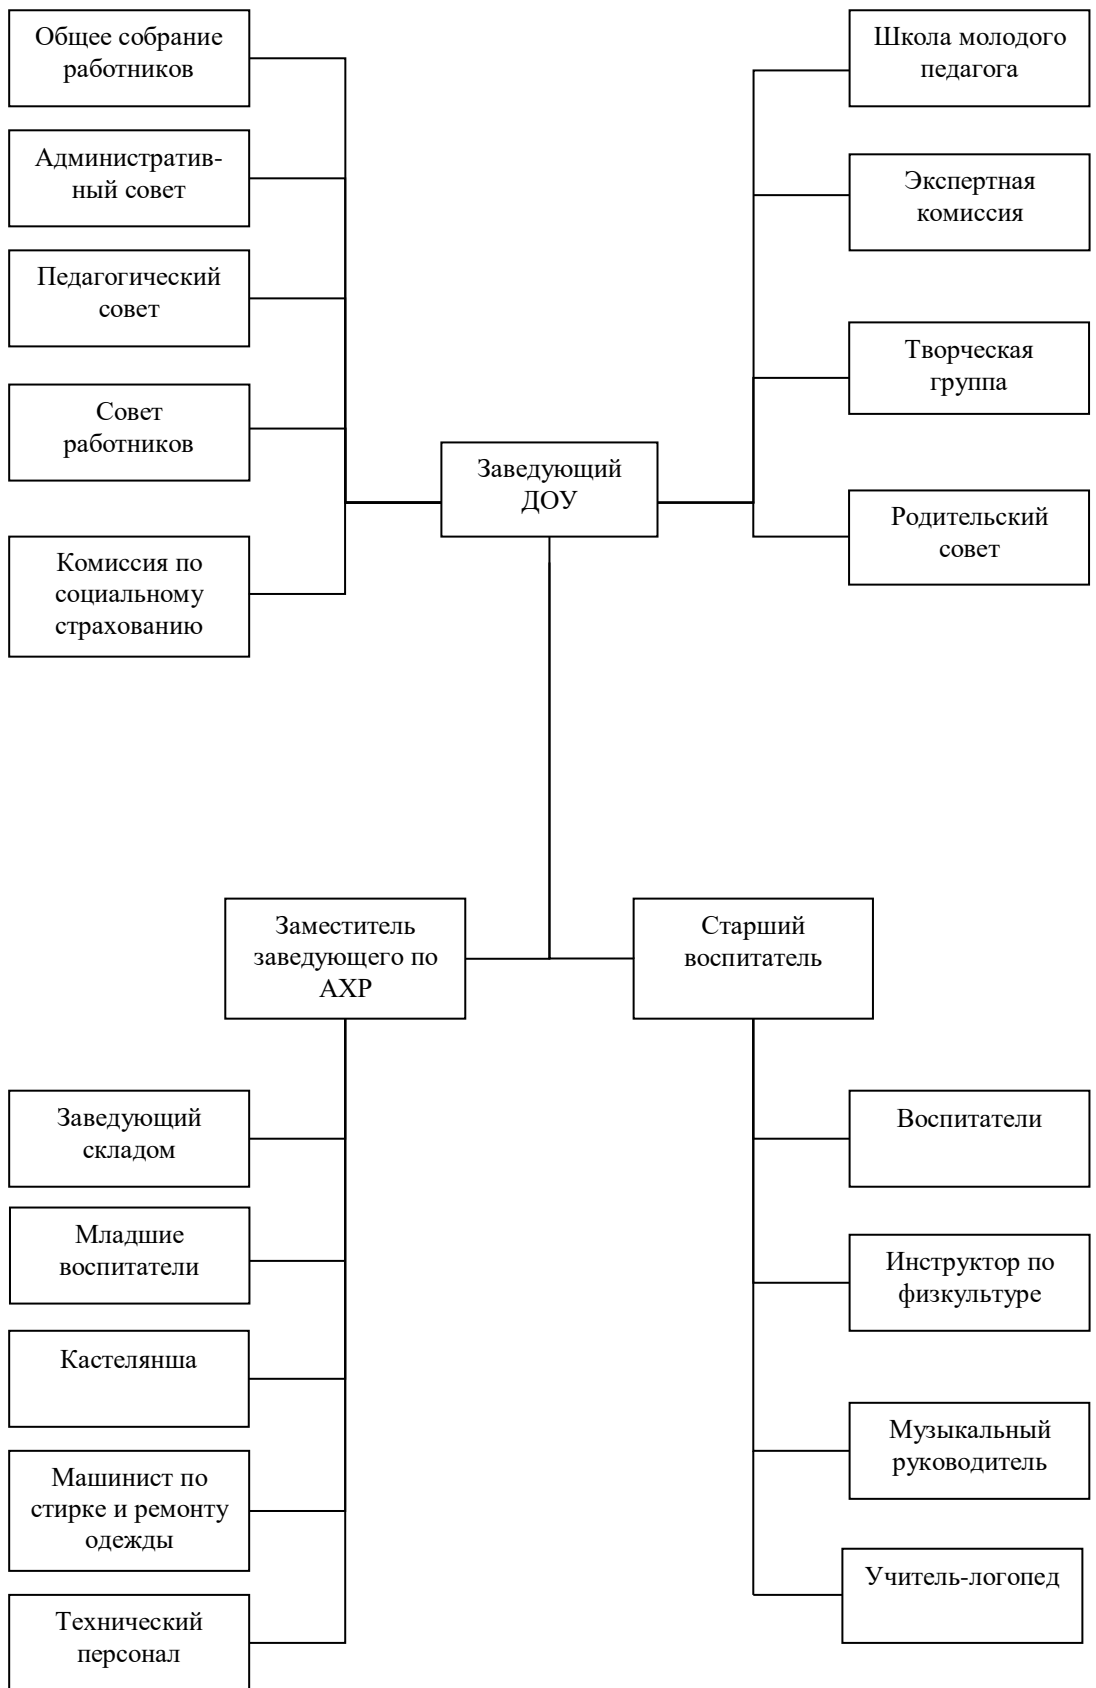 Общее собрание
работников
Административ-
ный совет
Педагогический
совет
Совет
работников
Комиссия по
социальному
страхованию
Школа молодого
педагога
Экспертная
комиссия
Творческая
группа
Родительский
совет
Заведующий
ДОУ
Заместитель
заведующего по
АХР
Старший
воспитатель
Заведующий
складом
Младшие
воспитатели
Кастелянша
Машинист по
стирке и ремонту
одежды
Технический
персонал
Воспитатели
Инструктор по
физкультуре
Музыкальный
руководитель
Учитель-логопед